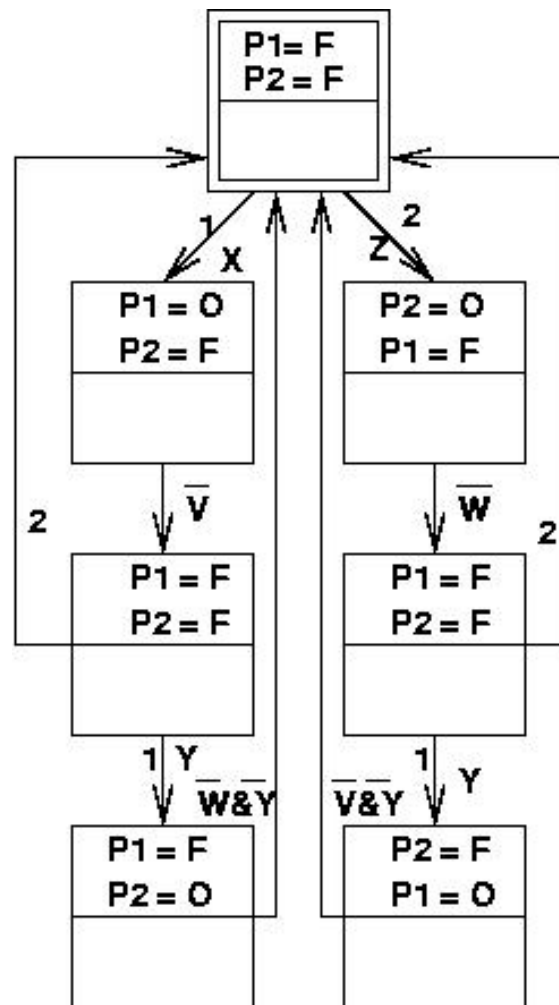 P1= F
P2 = F
1
2
X
Z
P1 = O
P2 = F
P2 = O
P1 = F
V̅
W̅
2
2
P1 = F
P2 = F
P1 = F
P2 = F
1 Y
1 Y
W̅&Y̅
V̅&Y̅
P1 = F
P2 = O
P2 = F
P1 = O